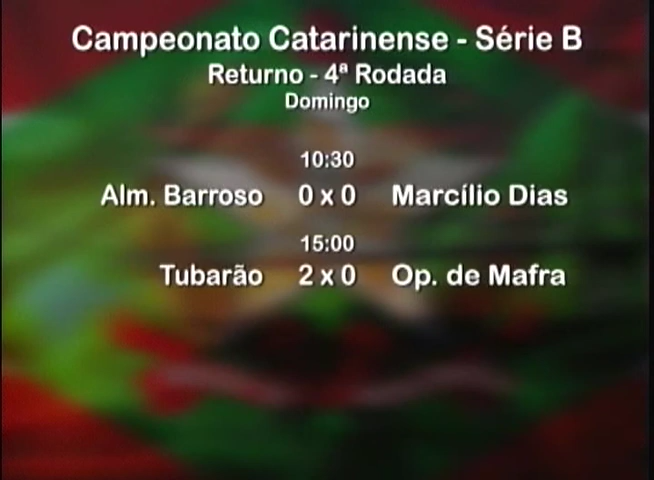 Campeonato Catarinense - Série B
Returno - 4ª Rodada
Domingo
10:30
Alm. Barroso 0 x 0 Marcílio Dias
15:00
Tubarão 2 x 0 Op. de Mafra